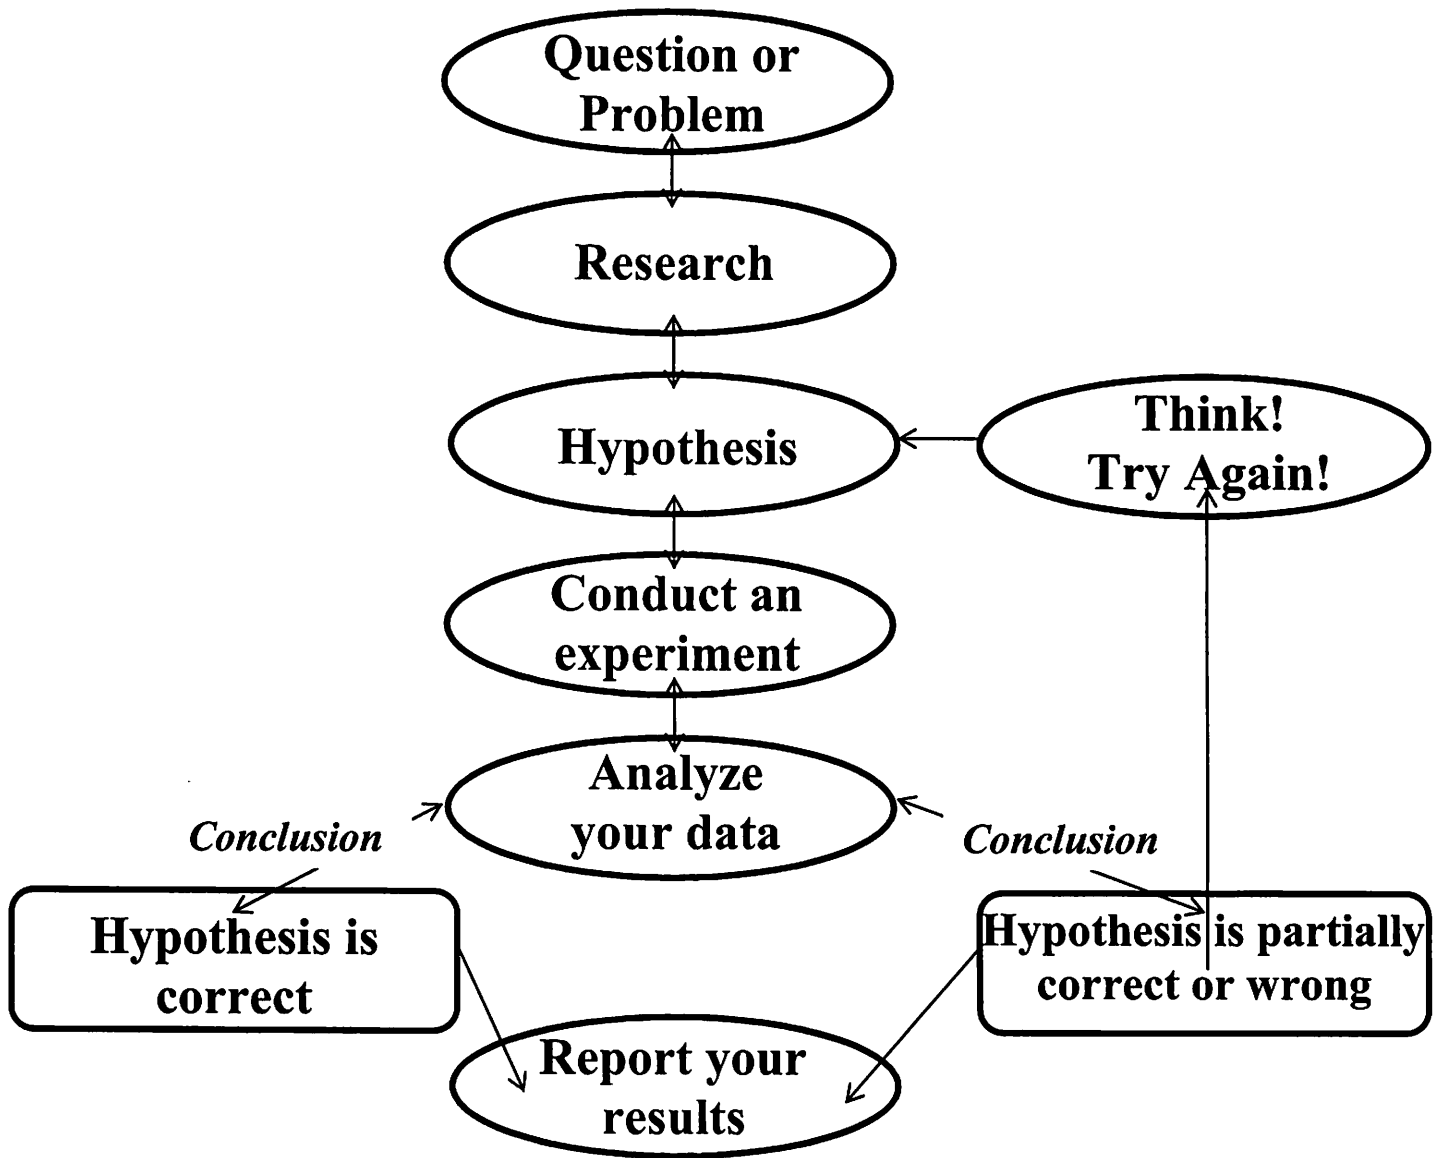 Question or
Problem
Research
Hypothesis
Think!
Try Again!
Conduct an
experiment
Analyze
your data
Conclusion
Conclusion
Hypothesis is
correct
Hypothesis is partially
correct or wrong
Report your
results